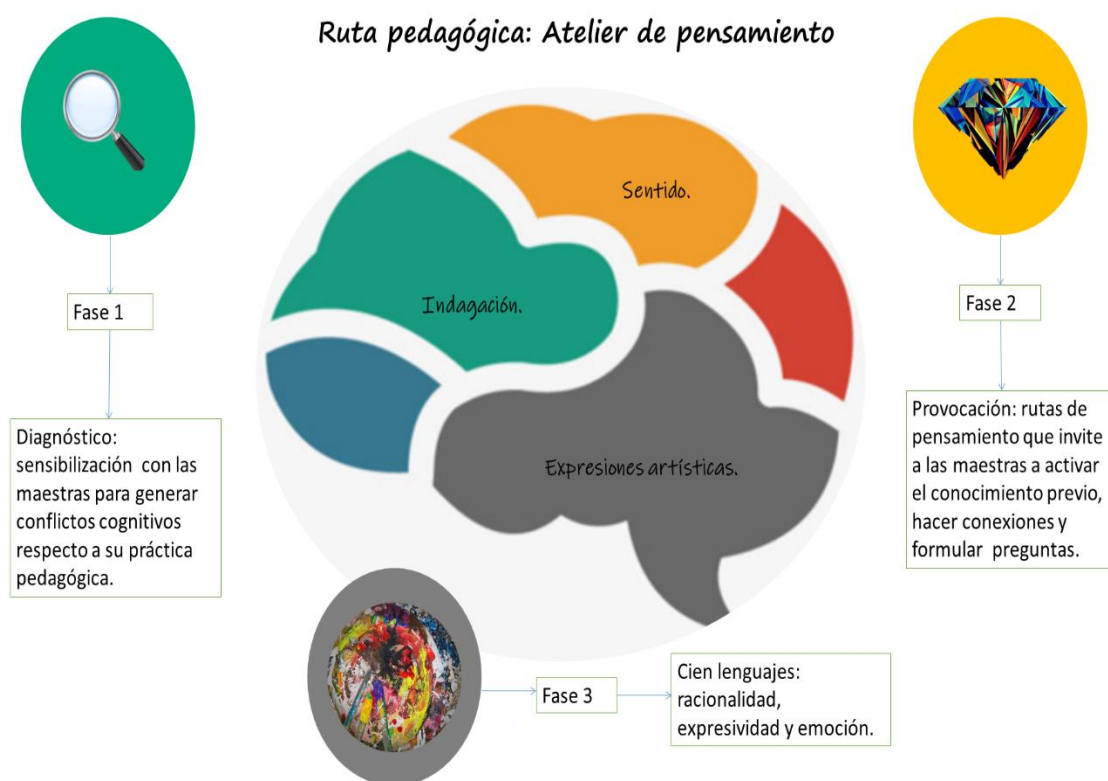 Ruta pedagógica: Atelier de pensamiento
Sentido.
Indagación.
Expresiones artísticas.
Fase 1
Diagnóstico:
sensibilización con las
maestras para generar
conflictos cognitivos
respecto a su práctica
pedagógica.
Fase 2
Provocación: rutas de
pensamiento que invite
a las maestras a activar
el conocimiento previo,
hacer conexiones y
formular preguntas.
Fase 3
Cien lenguajes:
racionalidad,
expresividad y emoción.